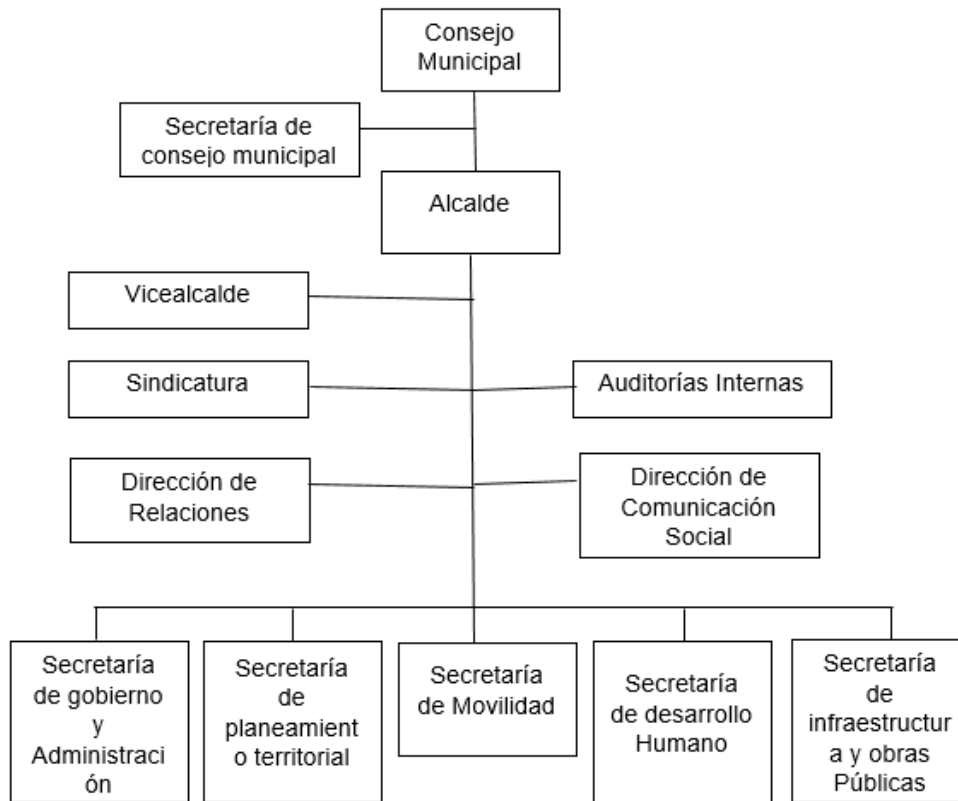 Consejo
Municipal
Secretaría de
consejo municipal
Alcalde
Vicealcalde
Sindicatura
Auditorías Internas
Dirección de
Relaciones
Dirección de
Comunicación
Social
Secretaría
de gobierno
y
Administraci
ón
Secretaría
de
planeamient
o territorial
Secretaría
de Movilidad
Secretaría
de desarrollo
Humano
Secretaría
de
infraestructur
a y obras
Públicas